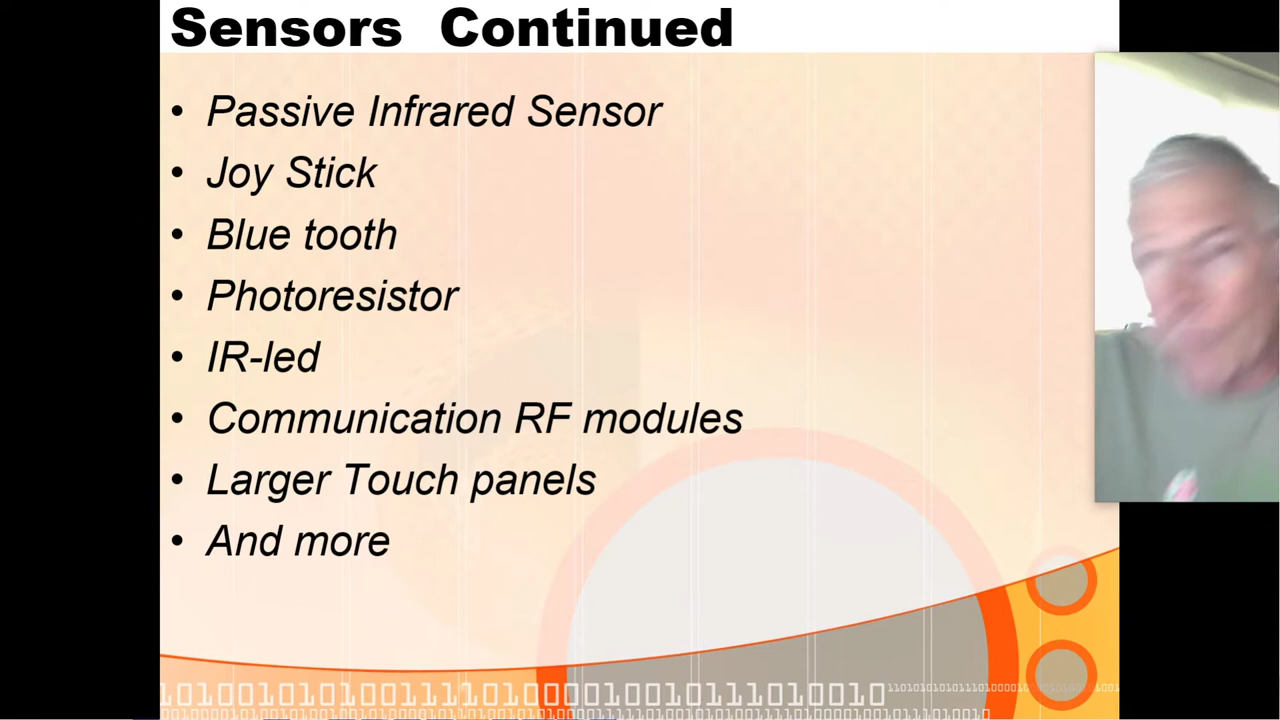 Sensors Continued
• Passive Infrared Sensor
• Joy Stick
• Blue tooth
• Photoresistor
• IR-led
• Communication RF modules
• Larger Touch panels
• And more